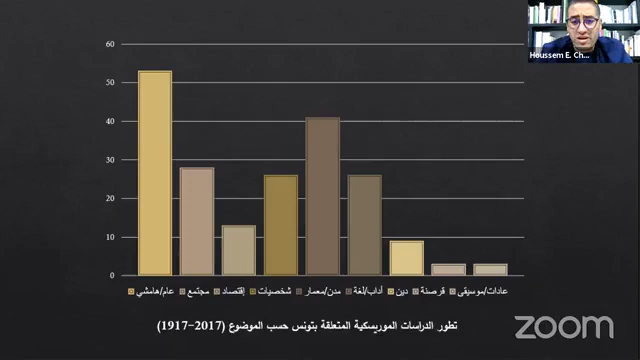 Houssem E. Ch...
60
50
40
30
20
10
0
عام/هامشي مجتمع إقتصاد شخصيات مدن/معمار أداب/لغة دين قرصنة عادات/موسيقى
تطور الدراسات الموريسكية المتعلقة بتونس حسب الموضوع (2017-1917)
zoom